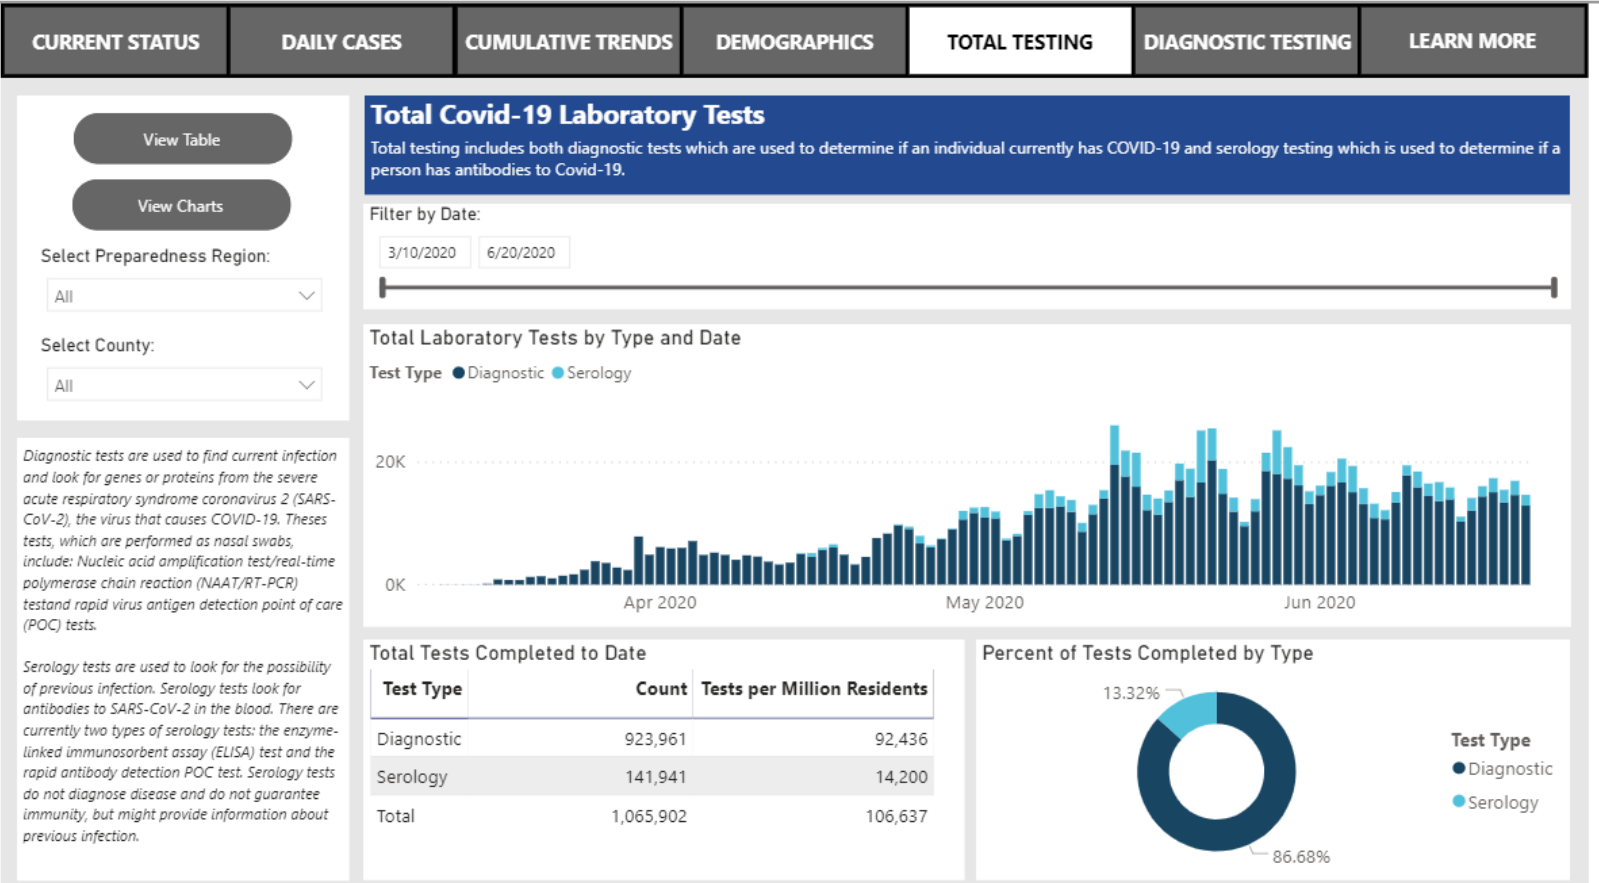 CURRENT STATUS
DAILY CASES
CUMULATIVE TRENDS
DEMOGRAPHICS
TOTAL TESTING
DIAGNOSTIC TESTING
LEARN MORE
View Table
View Charts
Select Preparedness Region:
All
Select County:
All
Diagnostic tests are used to find current infection
and look for genes or proteins from the severe
acute respiratory syndrome coronavirus 2 (SARS-
CoV-2), the virus that causes COVID-19. Theses
tests, which are performed as nasal swabs,
include: Nucleic acid amplification test/real-time
polymerase chain reaction (NAAT/RT-PCR)
testand rapid virus antigen detection point of care
(POC) tests.
Serology tests are used to look for the possibility
of previous infection. Serology tests look for
antibodies to SARS-CoV-2 in the blood. There are
currently two types of serology tests: the enzyme-
linked immunosorbent assay (ELISA) test and the
rapid antibody detection POC test. Serology tests
do not diagnose disease and do not guarantee
immunity, but might provide information about
previous infection.
Total Covid-19 Laboratory Tests
Total testing includes both diagnostic tests which are used to determine if an individual currently has COVID-19 and serology testing which is used to determine if a
person has antibodies to Covid-19.
Filter by Date:
3/10/2020 6/20/2020
Total Laboratory Tests by Type and Date
Test Type Diagnostic Serology
20K
0K
Apr 2020 May 2020 Jun 2020
Total Tests Completed to Date
Test Type Count Tests per Million Residents
Diagnostic 923,961 92,436
Serology 141,941 14,200
Total 1,065,902 106,637
Percent of Tests Completed by Type
13.32%
86.68%
Test Type
Diagnostic
Serology